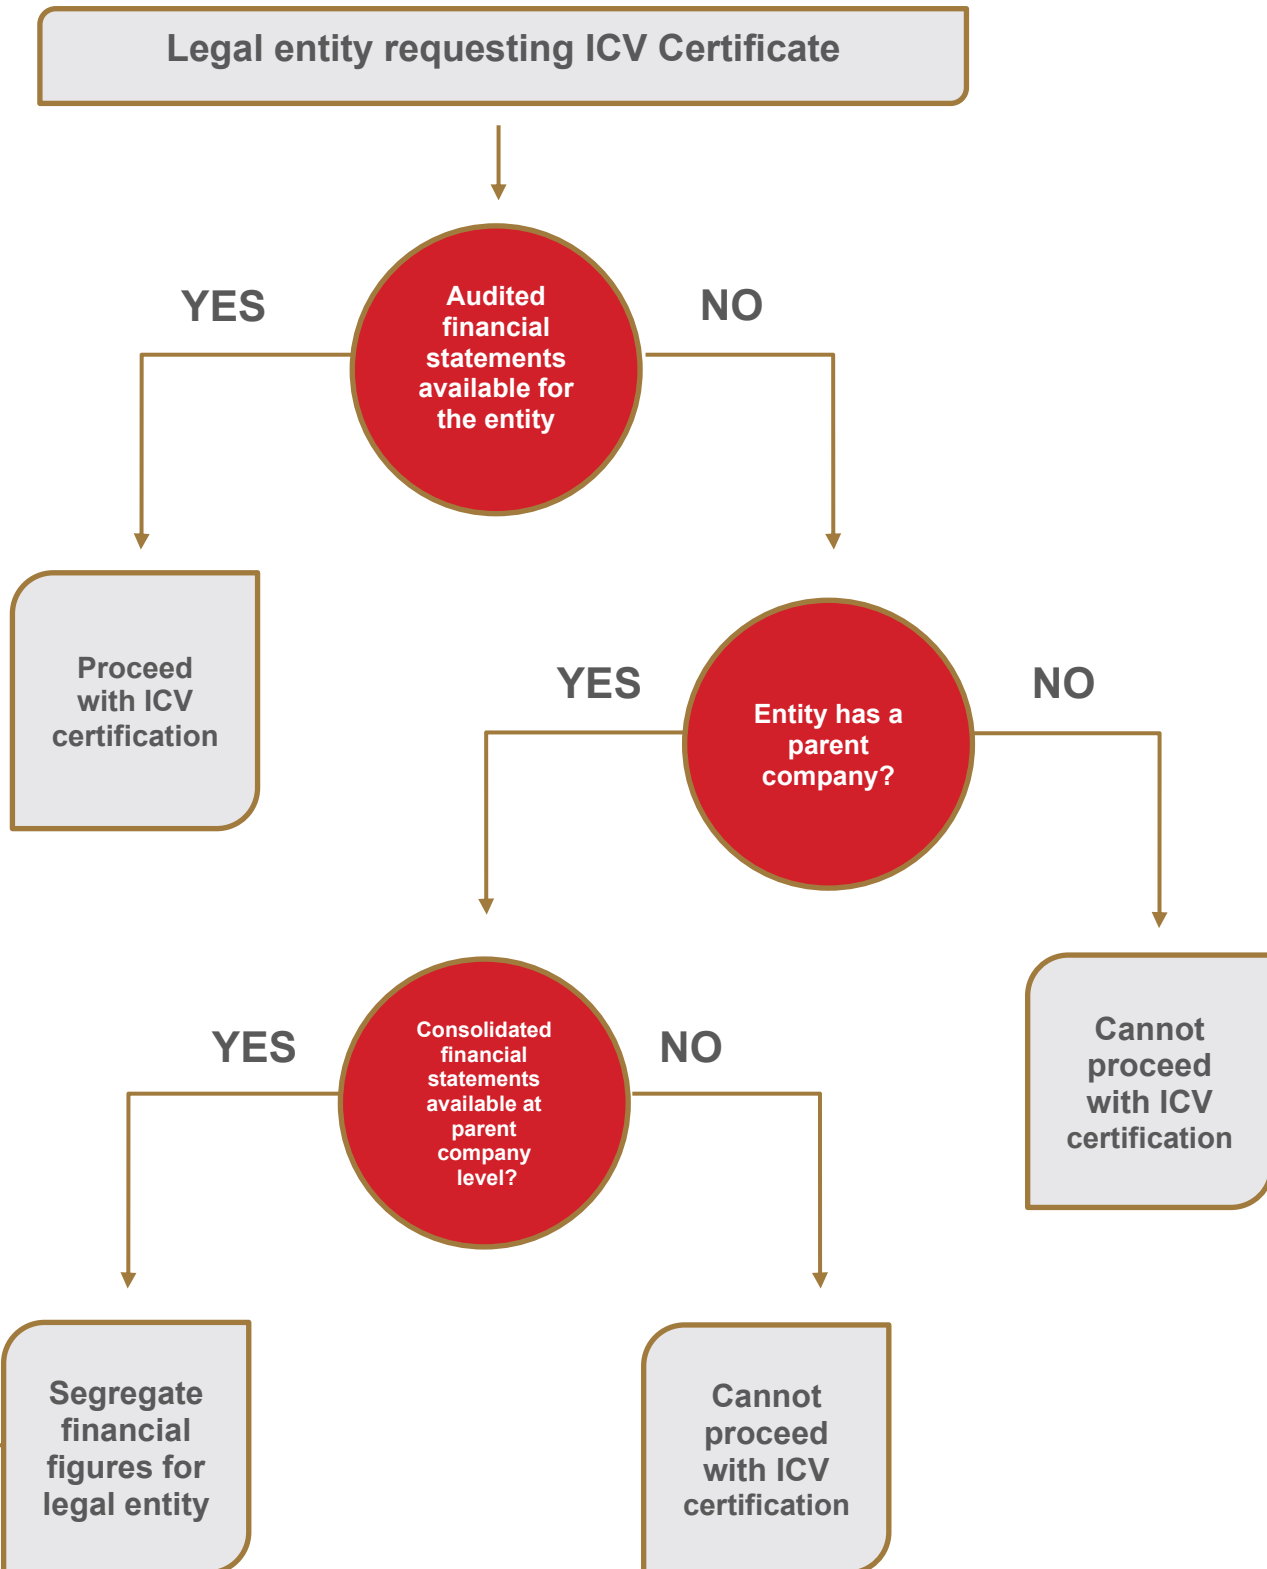 Legal entity requesting ICV Certificate
YES
Audited
financial
statements
available for
the entity
NO
Proceed
with ICV
certification
YES
Entity has a
parent
company?
NO
YES
Consolidated
financial
statements
available at
parent
company
level?
NO
Cannot
proceed
with ICV
certification
Segregate
financial
figures for
legal entity
Cannot
proceed
with ICV
certification